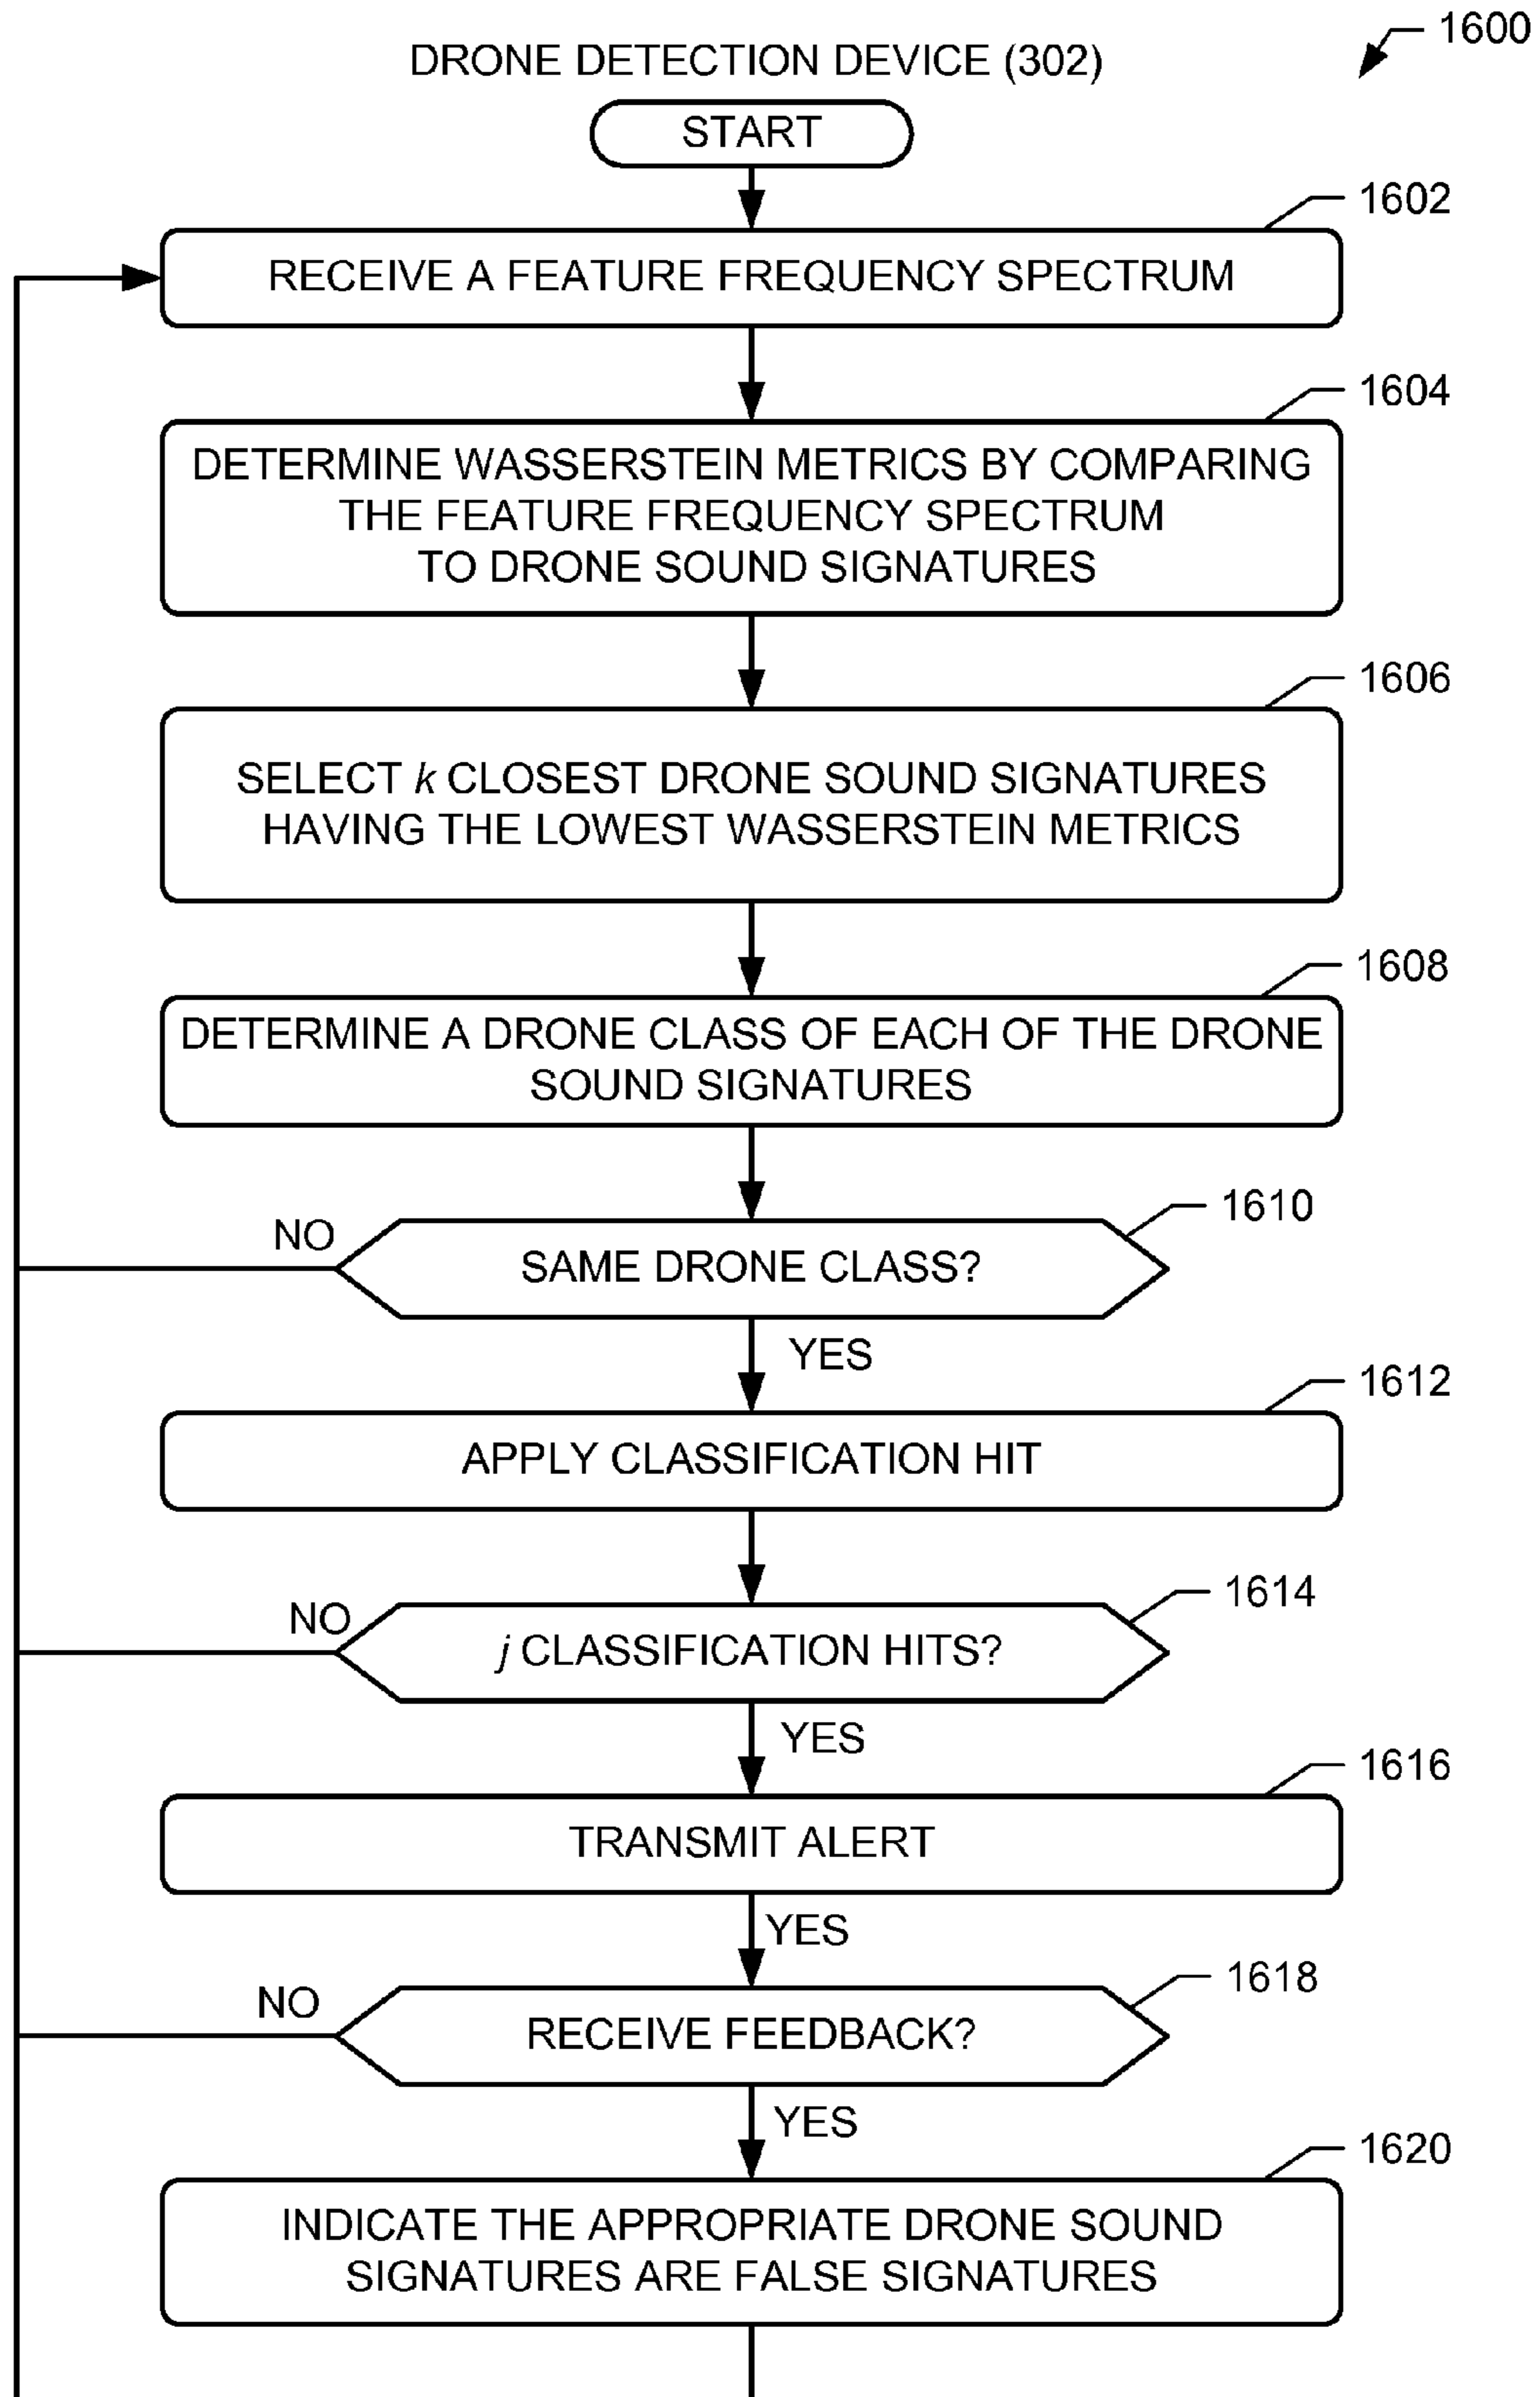 1600
DRONE DETECTION DEVICE (302)
START
1602
RECEIVE A FEATURE FREQUENCY SPECTRUM
1604
DETERMINE WASSERSTEIN METRICS BY COMPARING
THE FEATURE FREQUENCY SPECTRUM
TO DRONE SOUND SIGNATURES
1606
SELECT k CLOSEST DRONE SOUND SIGNATURES
HAVING THE LOWEST WASSERSTEIN METRICS
1608
DETERMINE A DRONE CLASS OF EACH OF THE DRONE
SOUND SIGNATURES
1610
NO
SAME DRONE CLASS?
YES
1612
APPLY CLASSIFICATION HIT
1614
NO
j CLASSIFICATION HITS?
YES
1616
TRANSMIT ALERT
YES
1618
NO
RECEIVE FEEDBACK?
YES
1620
INDICATE THE APPROPRIATE DRONE SOUND
SIGNATURES ARE FALSE SIGNATURES